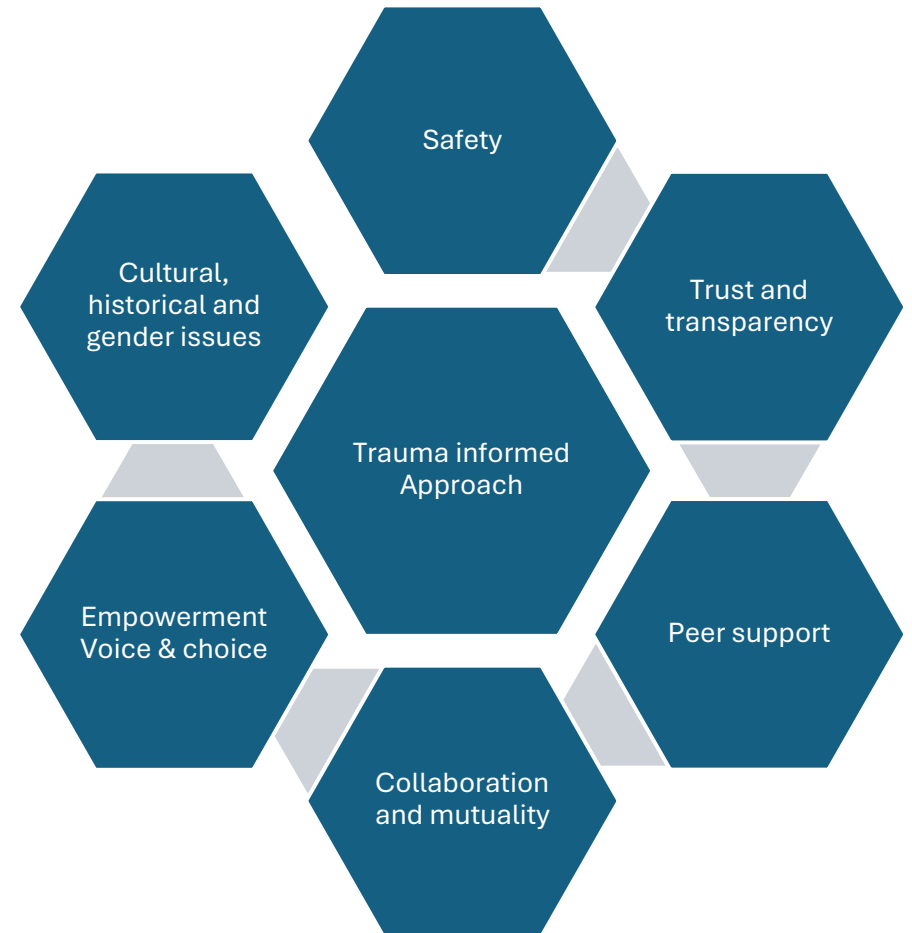 Safety
Trust and
transparency
Peer support
Collaboration
and mutuality
Empowerment
Voice & choice
Cultural,
historical and
gender issues
Trauma informed
Approach